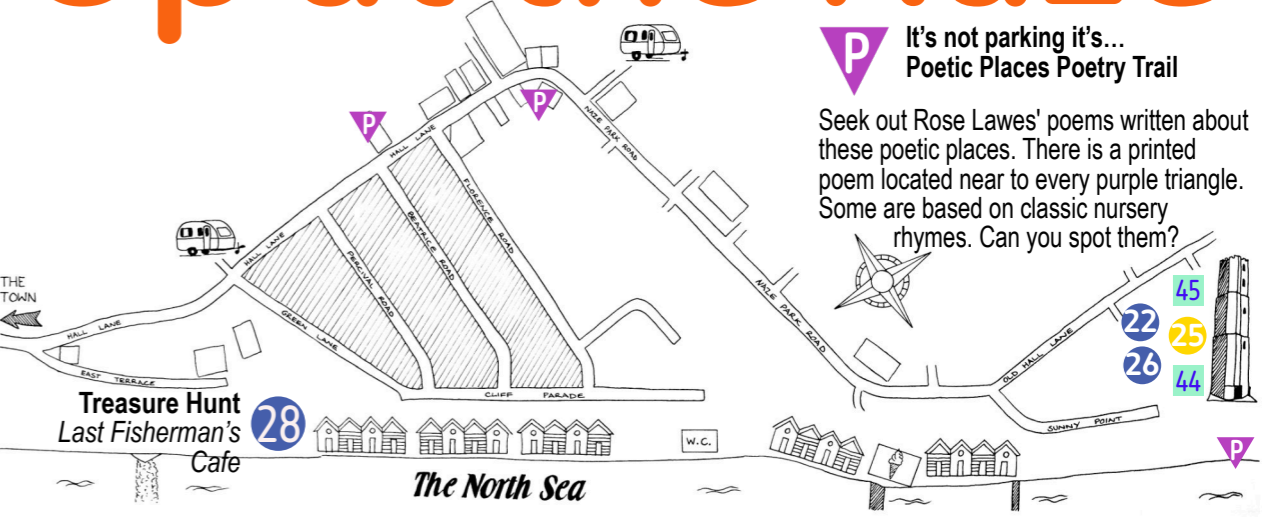 P
It's not parking it's…
Poetic Places Poetry Trail
Seek out Rose Lawes' poems written about
these poetic places. There is a printed
poem located near to every purple triangle.
Some are based on classic nursery
rhymes. Can you spot them?
P
P
HALL LANE
NAZE PARK ROAD
FLORENCE ROAD
BEATRICE ROAD
PERCIVAL ROAD
HALL LANE
GREEN LANE
THE
TOWN
HALL LANE
EAST TERRACE
CLIFF PARADE
NAZE PARK ROAD
OLD HALL LANE
SUNNY POINT
45
22
25
26
44
Treasure Hunt
Last Fisherman's
Cafe
28
W.C.
P
The North Sea